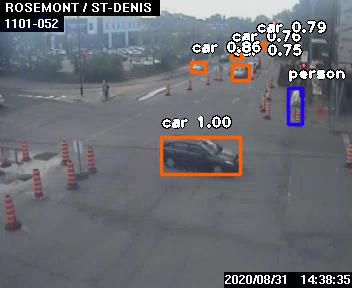 ROSEMONT / ST-DENIS
1101-052
car 0.79
car 0.76
car 0.86
car 0.75
person
car 1.00
2020/08/31 14:38:35